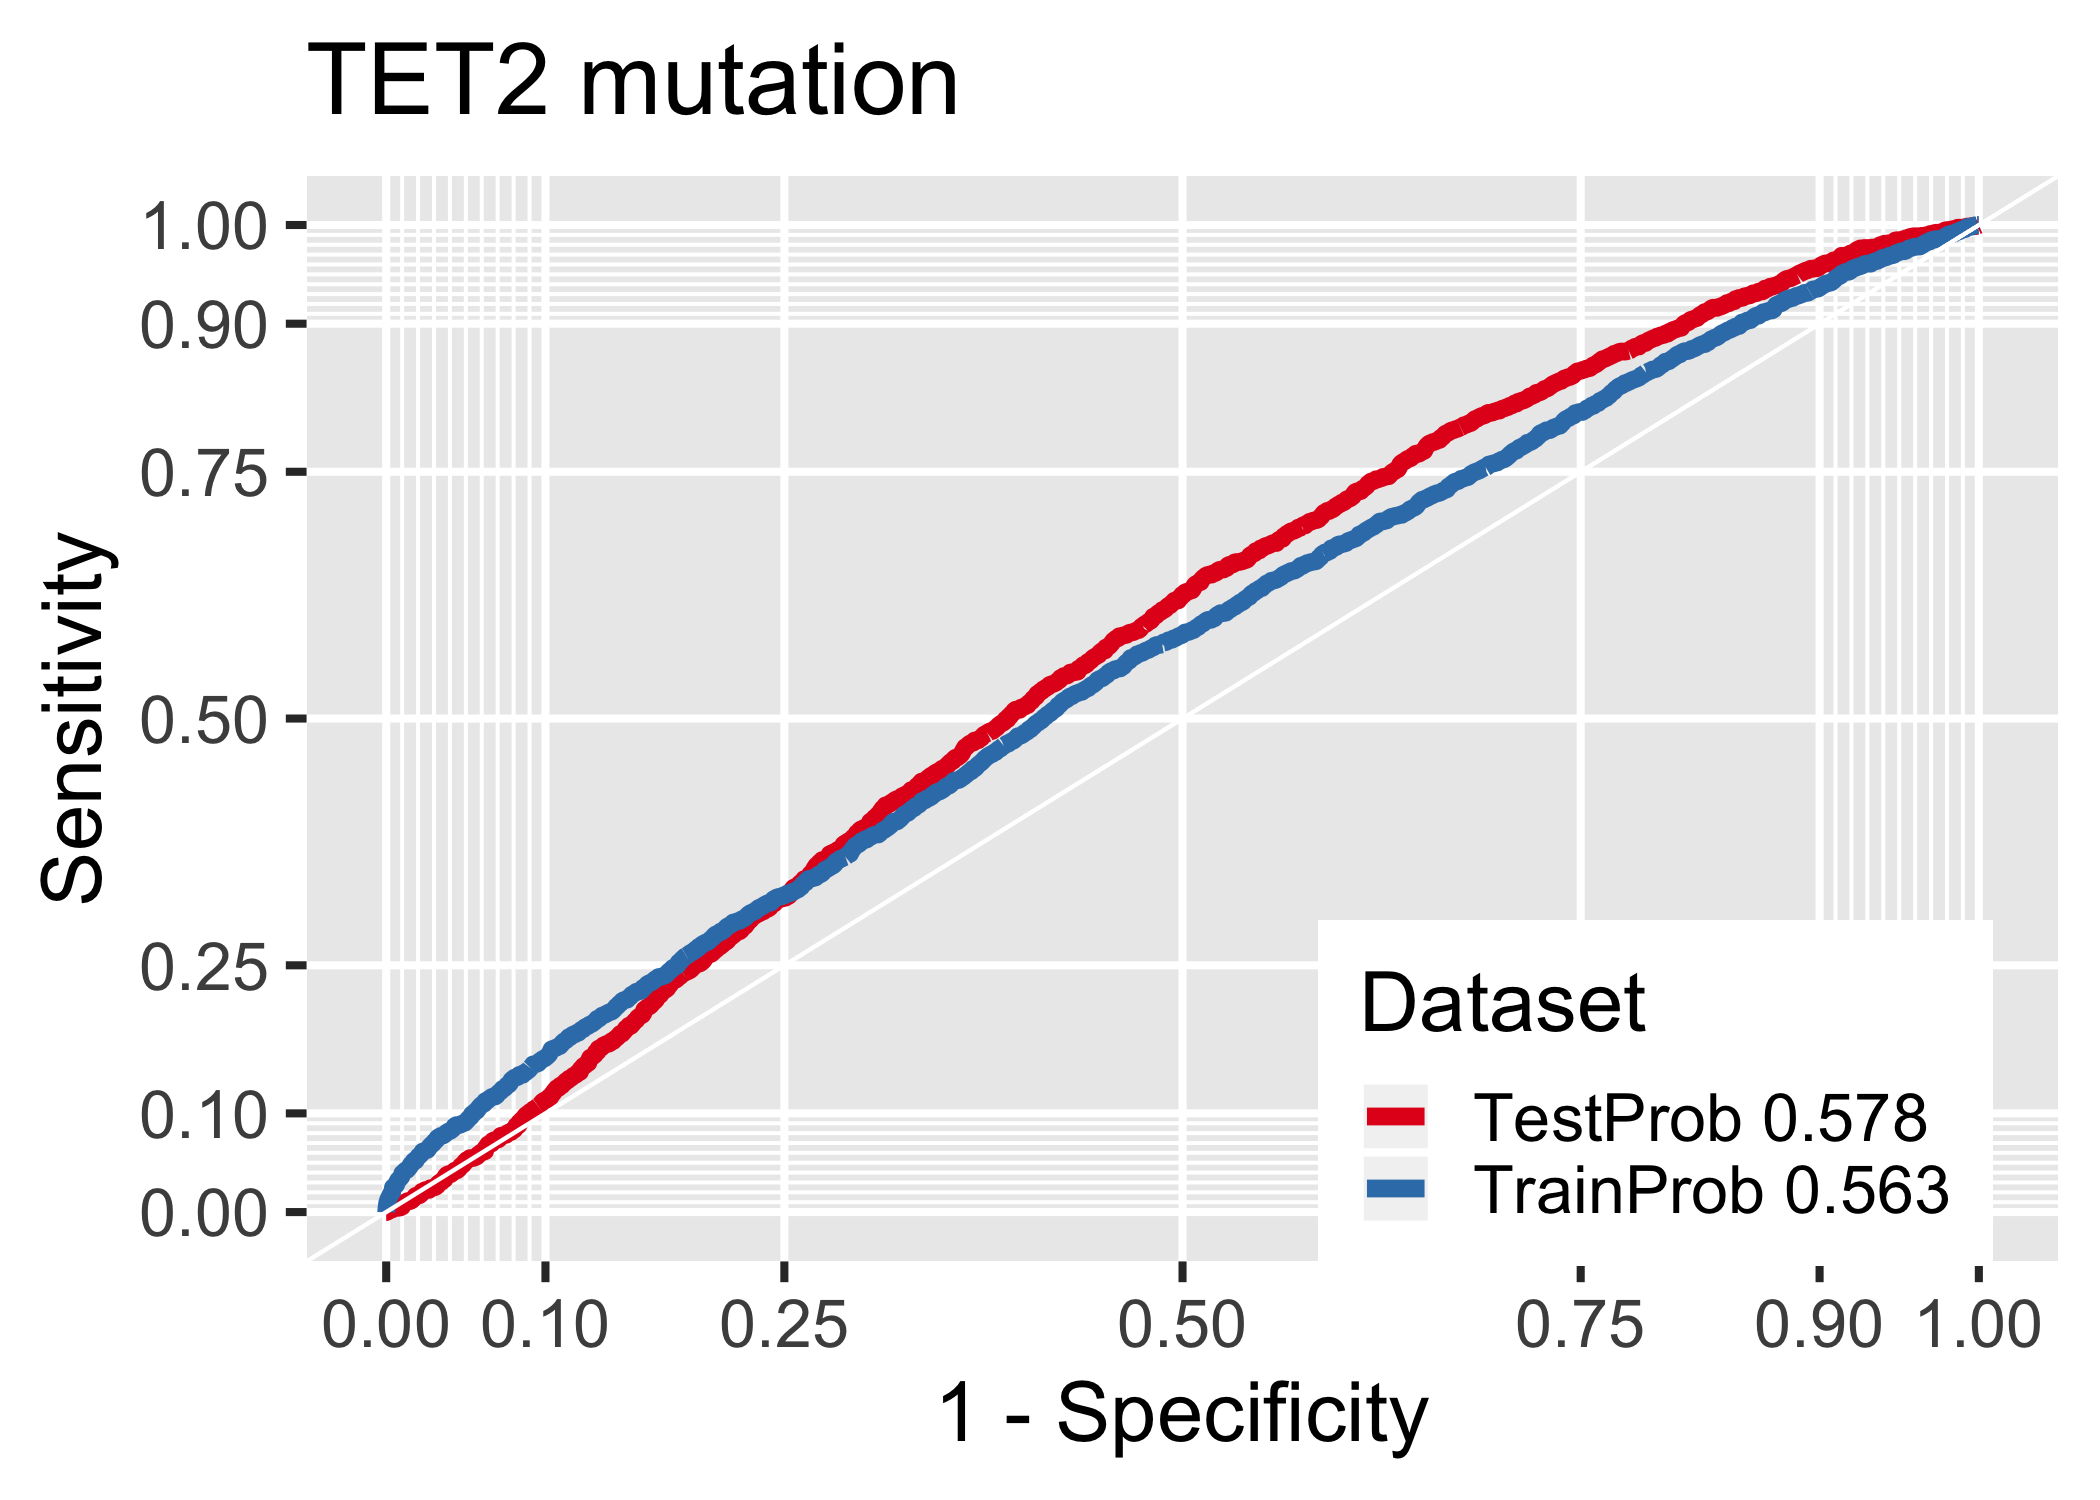 TET2 mutation
1.00
0.90
0.75
0.50
0.25
0.10
0.00
Sensitivity
Dataset
TestProb 0.578
TrainProb 0.563
0.00 0.10 0.25 0.50 0.75 0.90 1.00
1 - Specificity